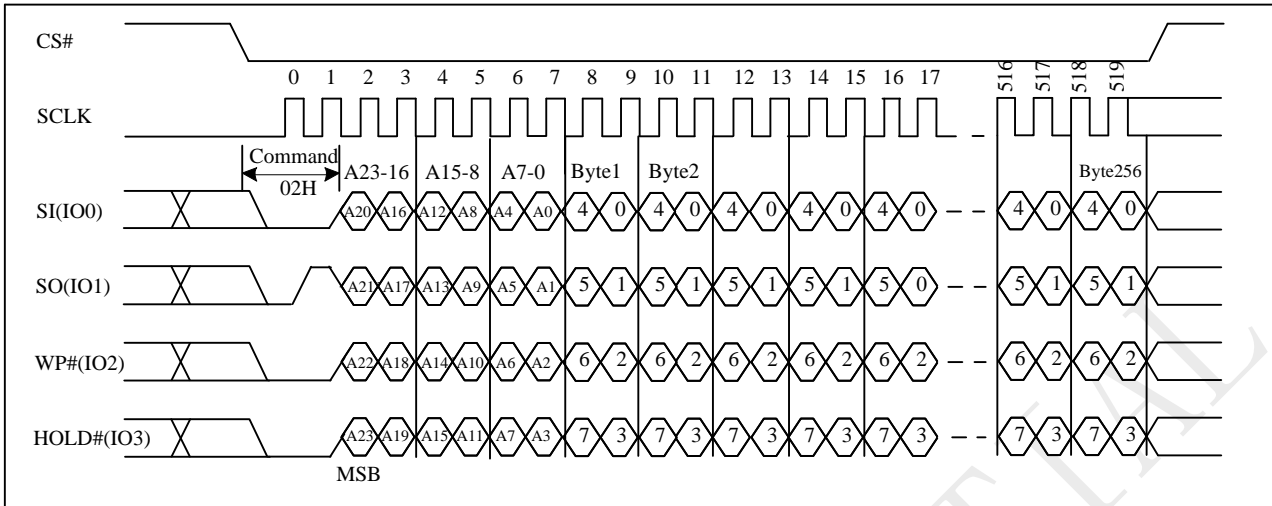 CS#
0 1 2 3 4 5 6 7 8 9 10 11 12 13 14 15 16 17 516 517 518 519
SCLK
Command
02H
A23-16 A15-8 A7-0 Byte1 Byte2 Byte256
SI(IO0) A20 A16 A12 A8 A4 A0 4 0 4 0 4 0 4 0 4 0 4 0 4 0
SO(IO1) A21 A17 A13 A9 A5 A1 5 1 5 1 5 1 5 1 5 0 5 1 5 1
WP#(IO2) A22 A18 A14 A10 A6 A2 6 2 6 2 6 2 6 2 6 2 6 2 6 2
HOLD#(IO3) A23 A19 A15 A11 A7 A3 7 3 7 3 7 3 7 3 7 3 7 3 7 3
MSB